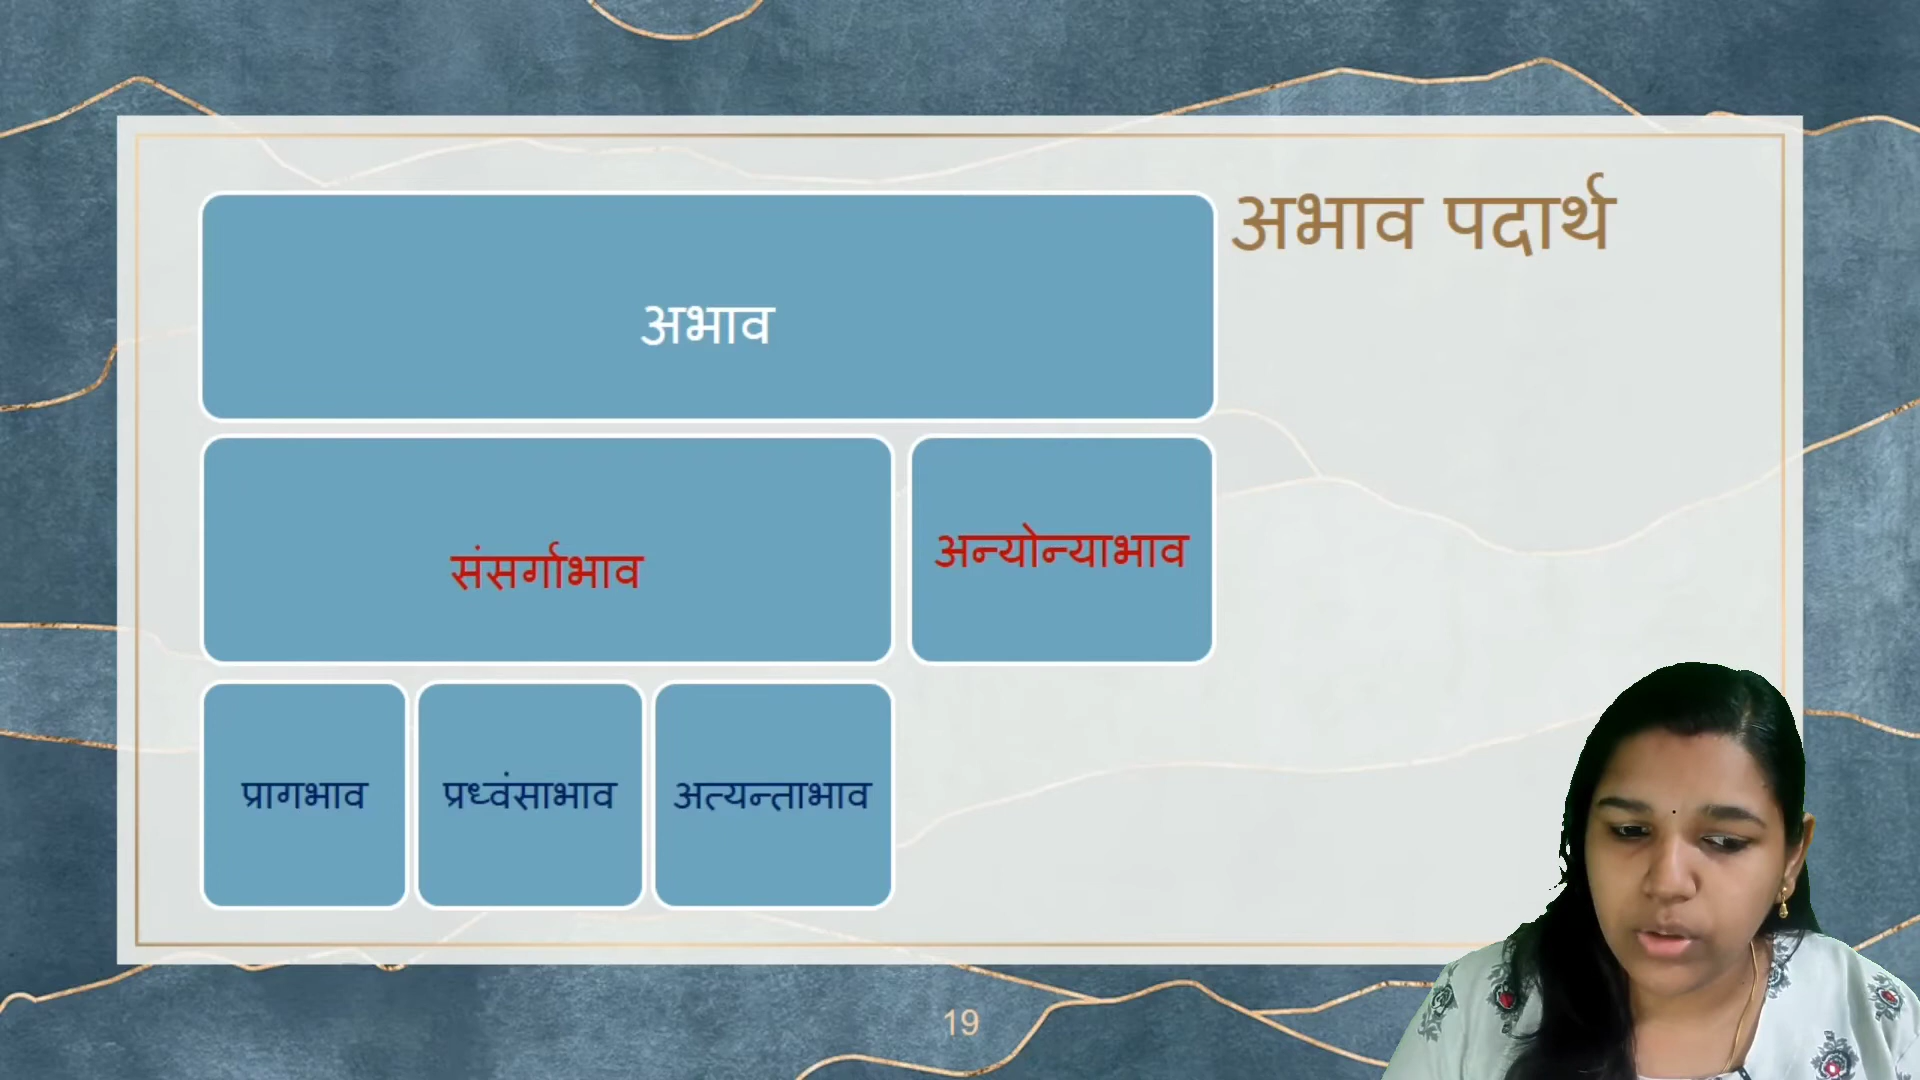 अभाव पदार्थ
अभाव
संसर्गाभाव
अन्योन्याभाव
प्रागभाव
प्रध्वंसाभाव
अत्यन्ताभाव
19